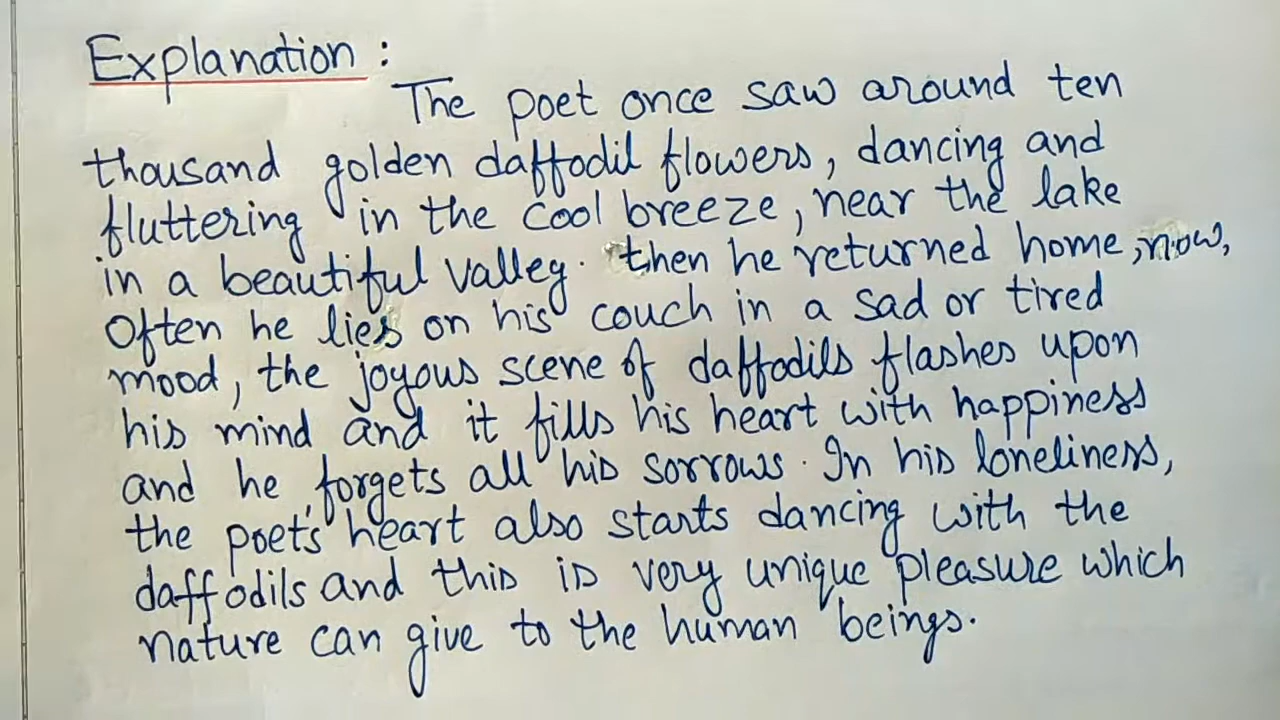 Explanation :
The poet once saw around ten
thousand golden daffodil flowers, dancing and
fluttering in the cool breeze, near the lake
in a beautiful valley. then he returned home, now,
Often he lies on his couch in a sad or tired
mood, the joyous scene of daffodils flashes upon
his mind and it fills his heart with happiness
and he forgets all his sorrows. In his loneliness,
the poet's heart also starts dancing with the
daffodils and this is very unique pleasure which
nature can give to the human beings.